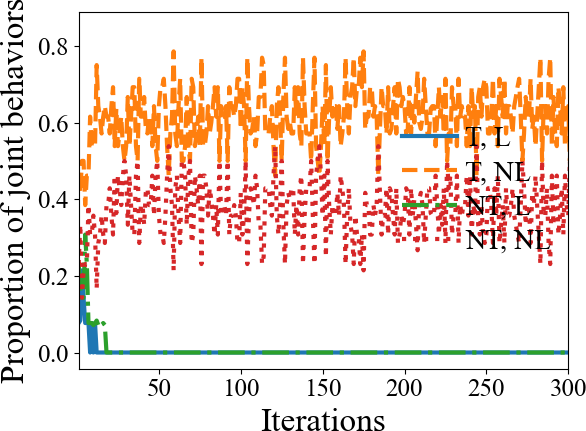 Proportion of joint behaviors
0.8
0.6
0.4
0.2
0.0
T, L
T, NL
NT, L
NT, NL
50
100
150
200
250
300
Iterations